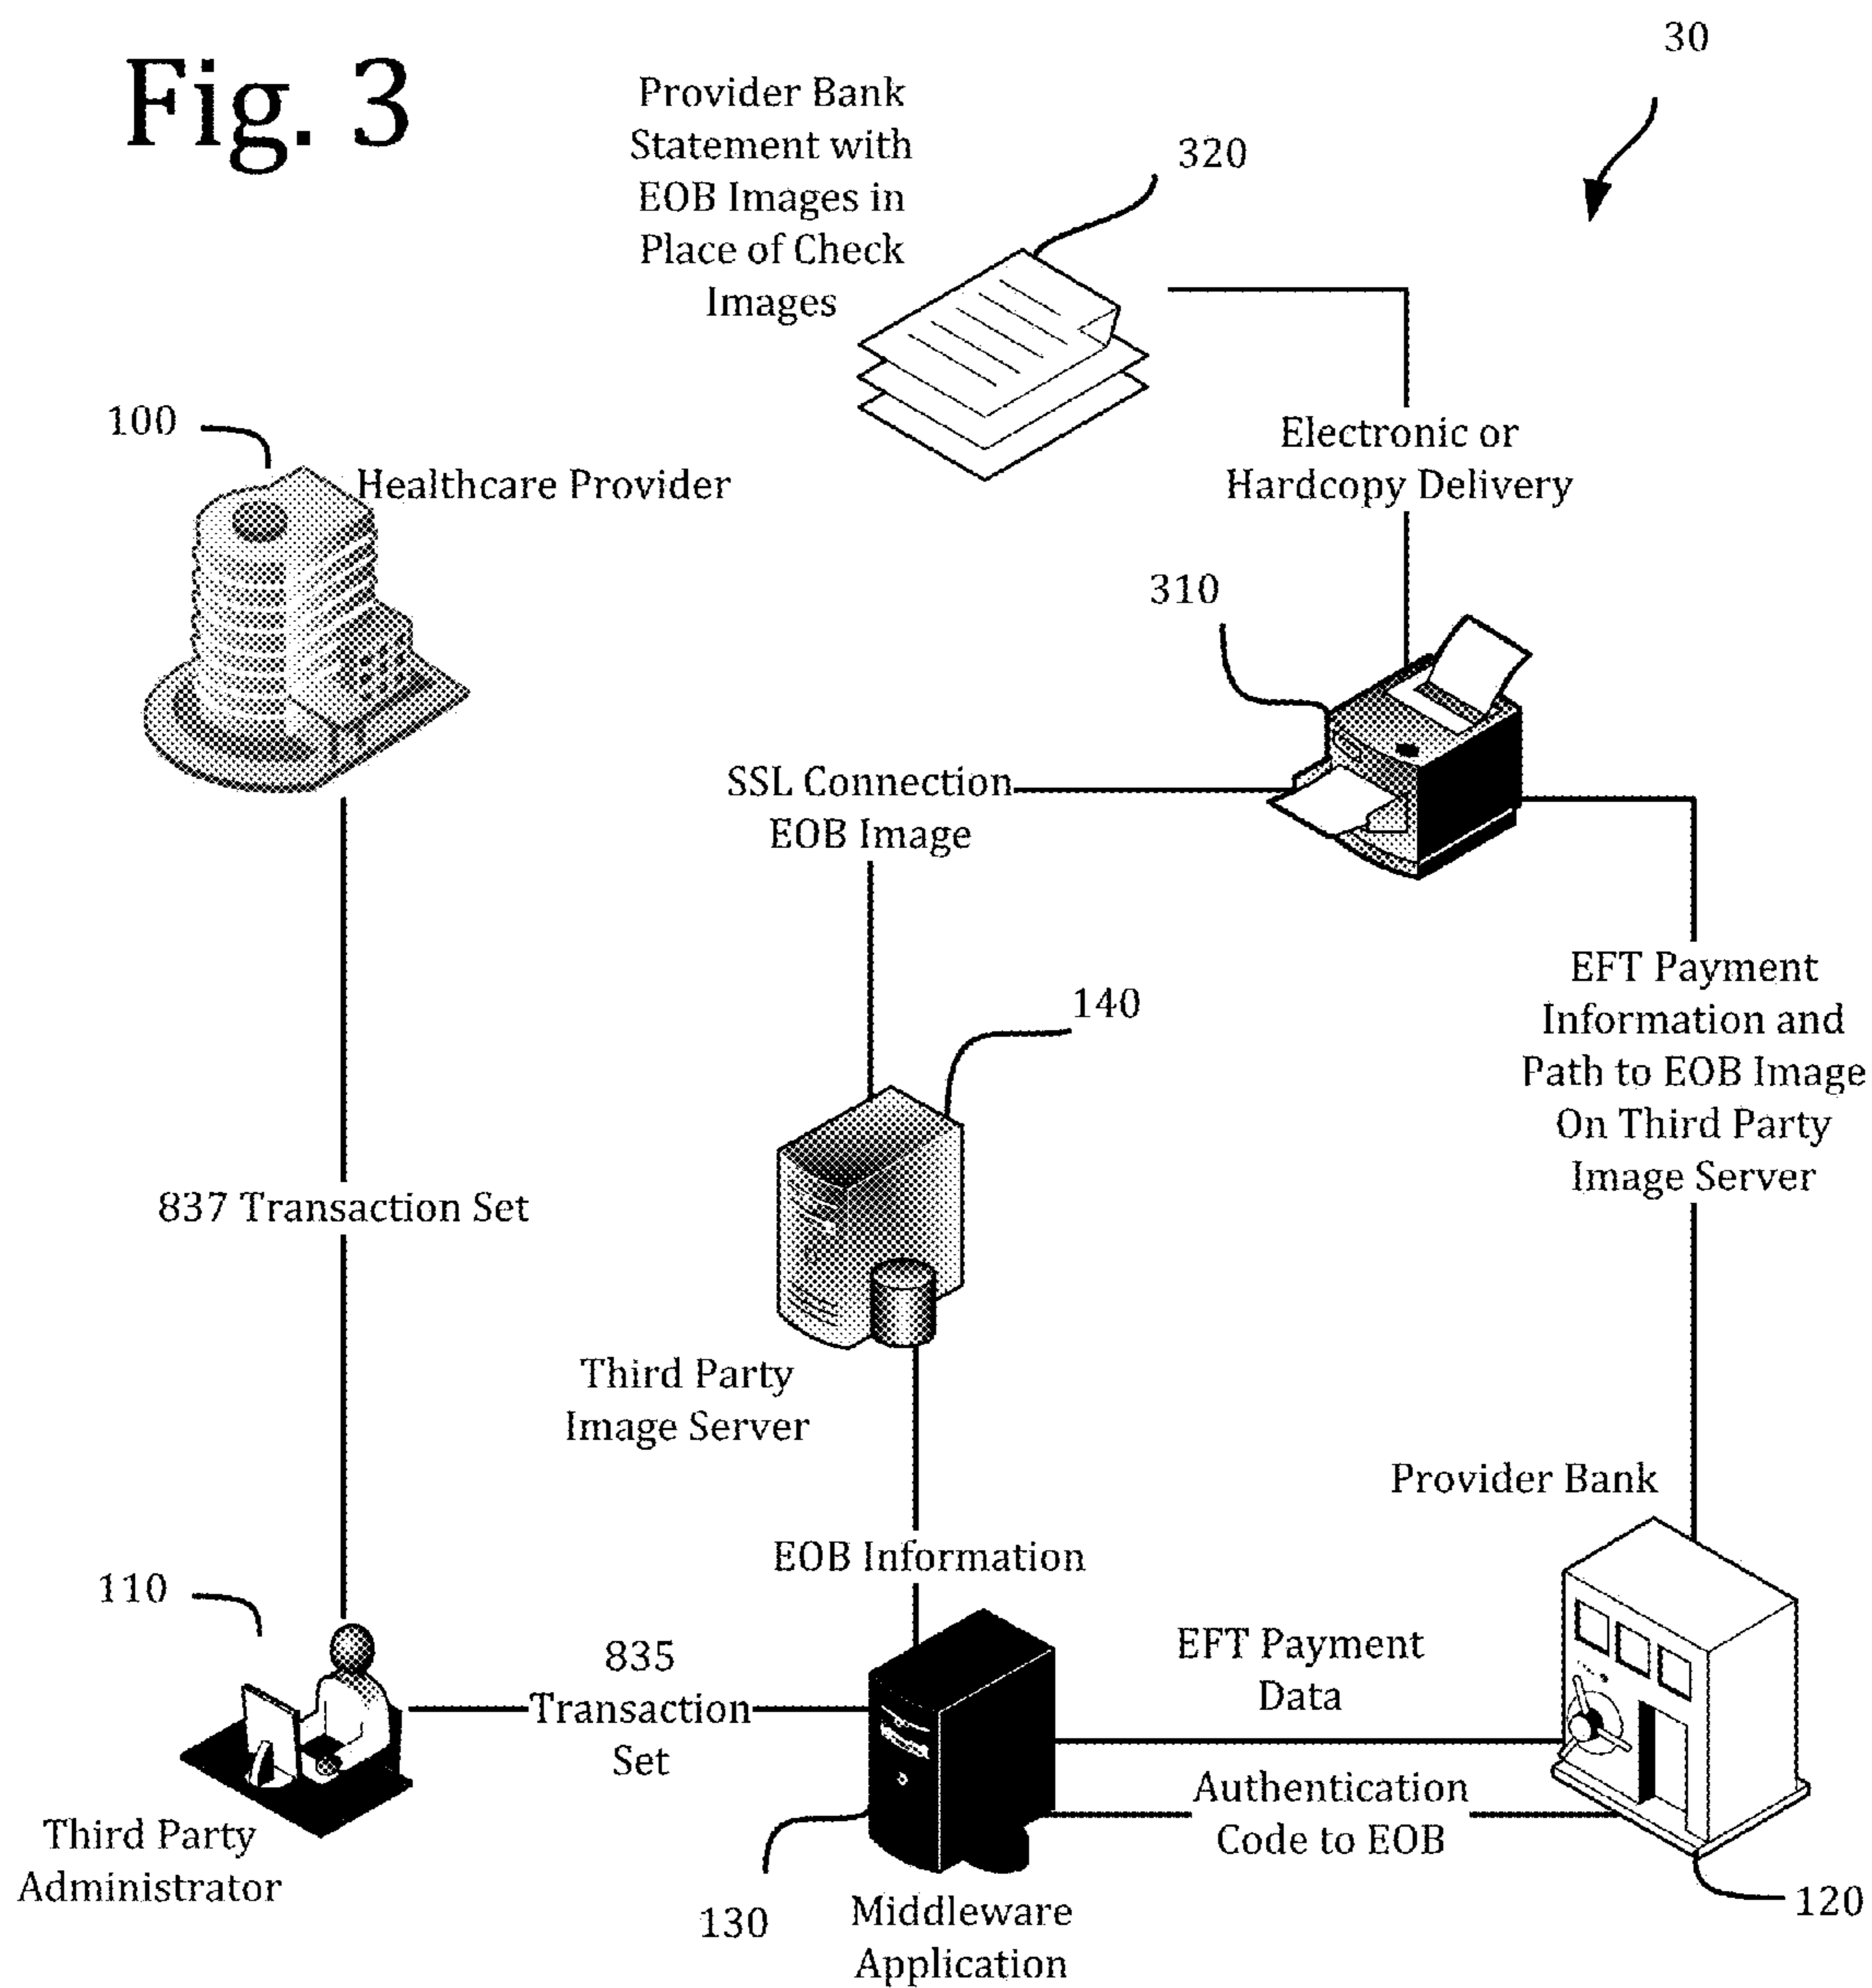 Fig. 3
30
Provider Bank
Statement with
EOB Images in
Place of Check
Images
320
100
Healthcare Provider
Electronic or
Hardcopy Delivery
310
SSL Connection
EOB Image
EFT Payment
Information and
Path to EOB Image
On Third Party
Image Server
140
837 Transaction Set
Third Party
Image Server
Provider Bank
EOB Information
110
835
Transaction
Set
EFT Payment
Data
Authentication
Code to EOB
Third Party
Administrator
130
Middleware
Application
120